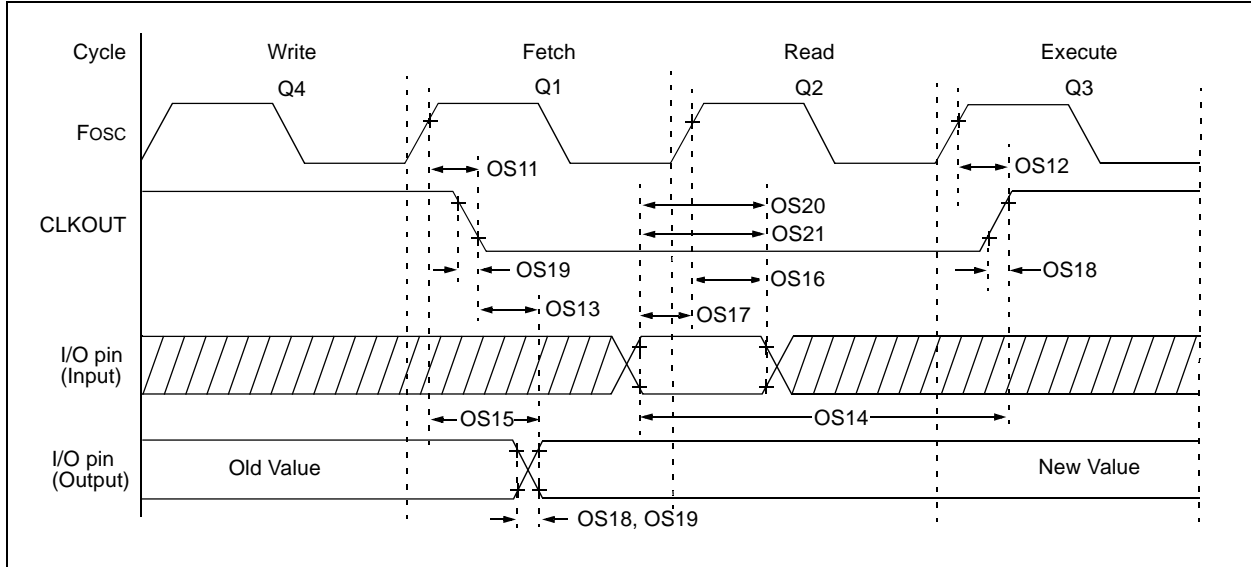 Cycle Write Fetch Read Execute
Q4 Q1 Q2 Q3
FOSC
OS11 OS12
CLKOUT
OS20
OS21
OS19 OS16 OS18
OS13 OS17
I/O pin
(Input)
OS15 OS14
I/O pin
(Output)
Old Value New Value
OS18, OS19